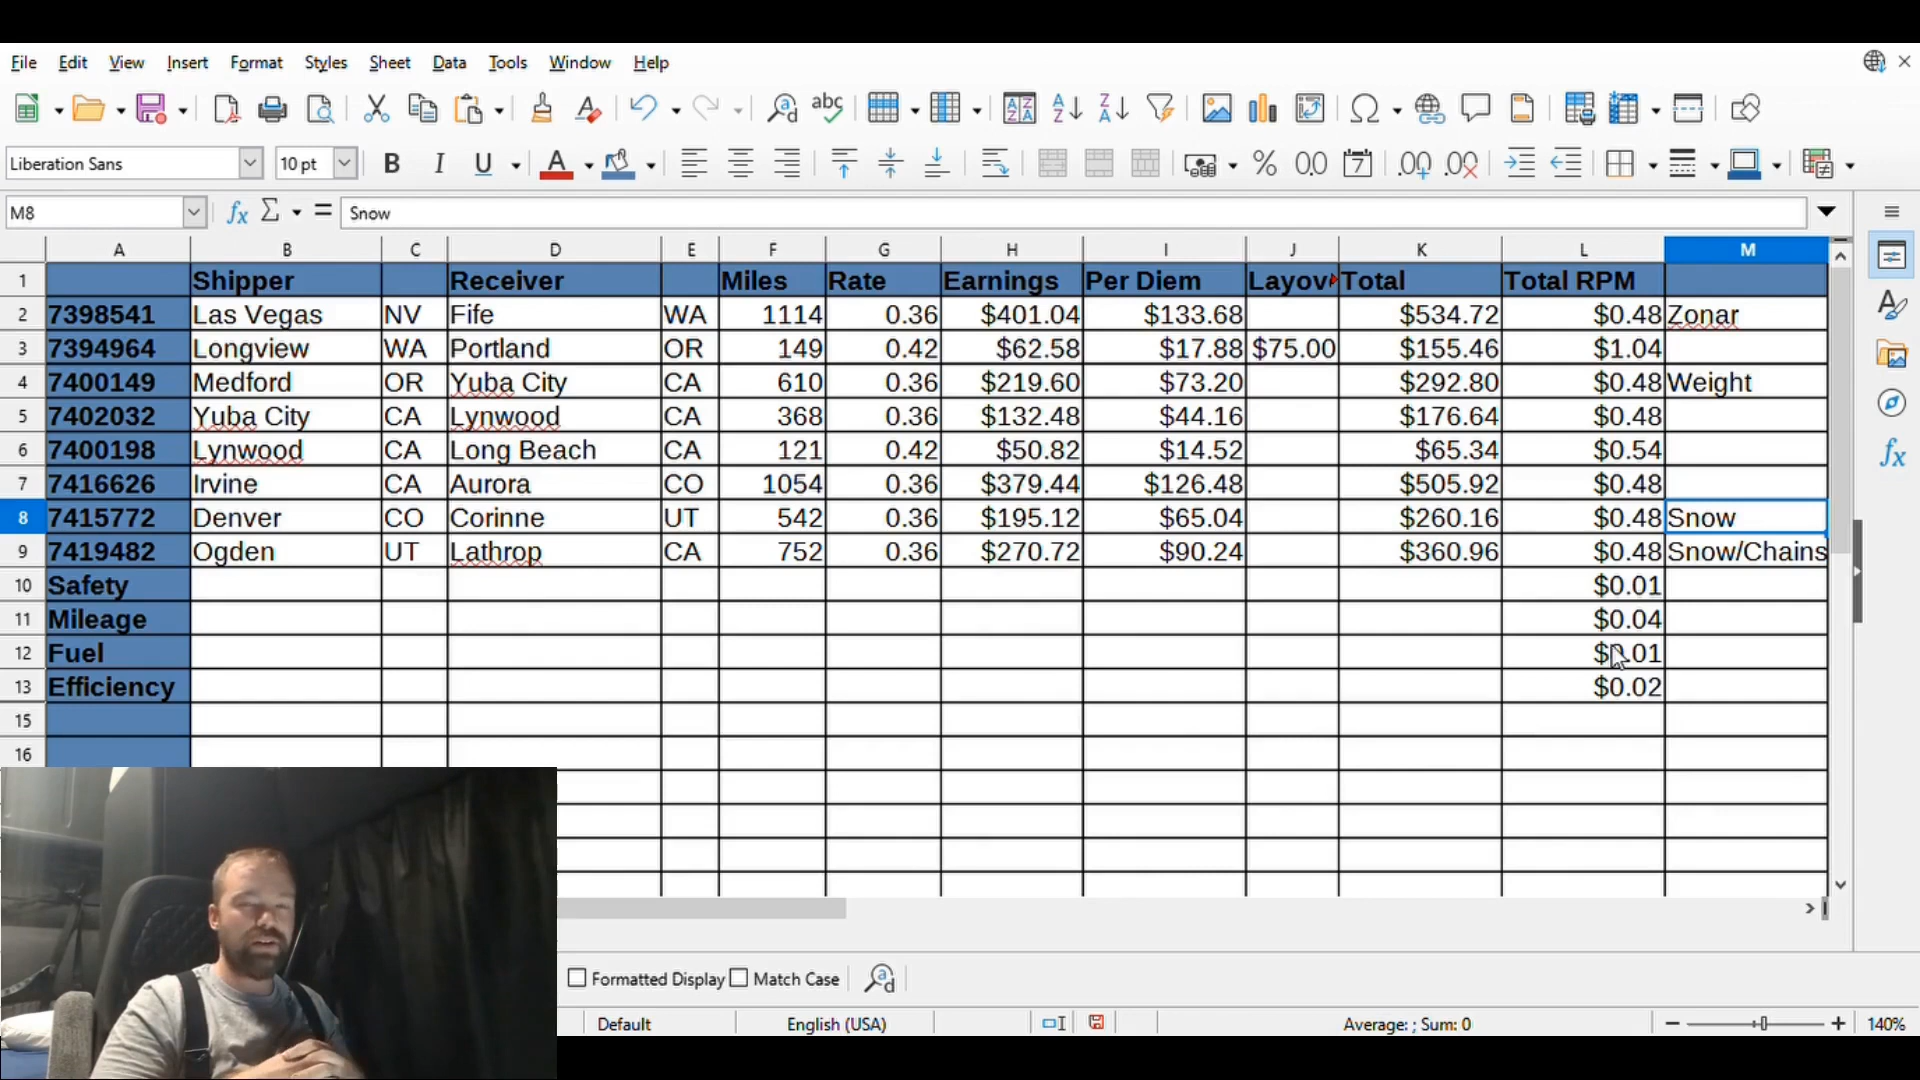 File Edit View Insert Format Styles Sheet Data Tools Window Help
Liberation Sans 10 pt
M8 Snow
A B C D E F G H I J K L M
1 Shipper Receiver Miles Rate Earnings Per Diem Layov Total Total RPM
2 7398541 Las Vegas NV Fife WA 1114 0.36 $401.04 $133.68 $534.72 $0.48 Zonar
3 7394964 Longview WA Portland OR 149 0.42 $62.58 $17.88 $75.00 $155.46 $1.04
4 7400149 Medford OR Yuba City CA 610 0.36 $219.60 $73.20 $292.80 $0.48 Weight
5 7402032 Yuba City CA Lynwood CA 368 0.36 $132.48 $44.16 $176.64 $0.48
6 7400198 Lynwood CA Long Beach CA 121 0.42 $50.82 $14.52 $65.34 $0.54
7 7416626 Irvine CA Aurora CO 1054 0.36 $379.44 $126.48 $505.92 $0.48
8 7415772 Denver CO Corinne UT 542 0.36 $195.12 $65.04 $260.16 $0.48 Snow
9 7419482 Ogden UT Lathrop CA 752 0.36 $270.72 $90.24 $360.96 $0.48 Snow/Chains
10 Safety $0.01
11 Mileage $0.04
12 Fuel $0.01
13 Efficiency $0.02
15
16
Formatted Display Match Case
Default English (USA) Average: ; Sum: 0 140%